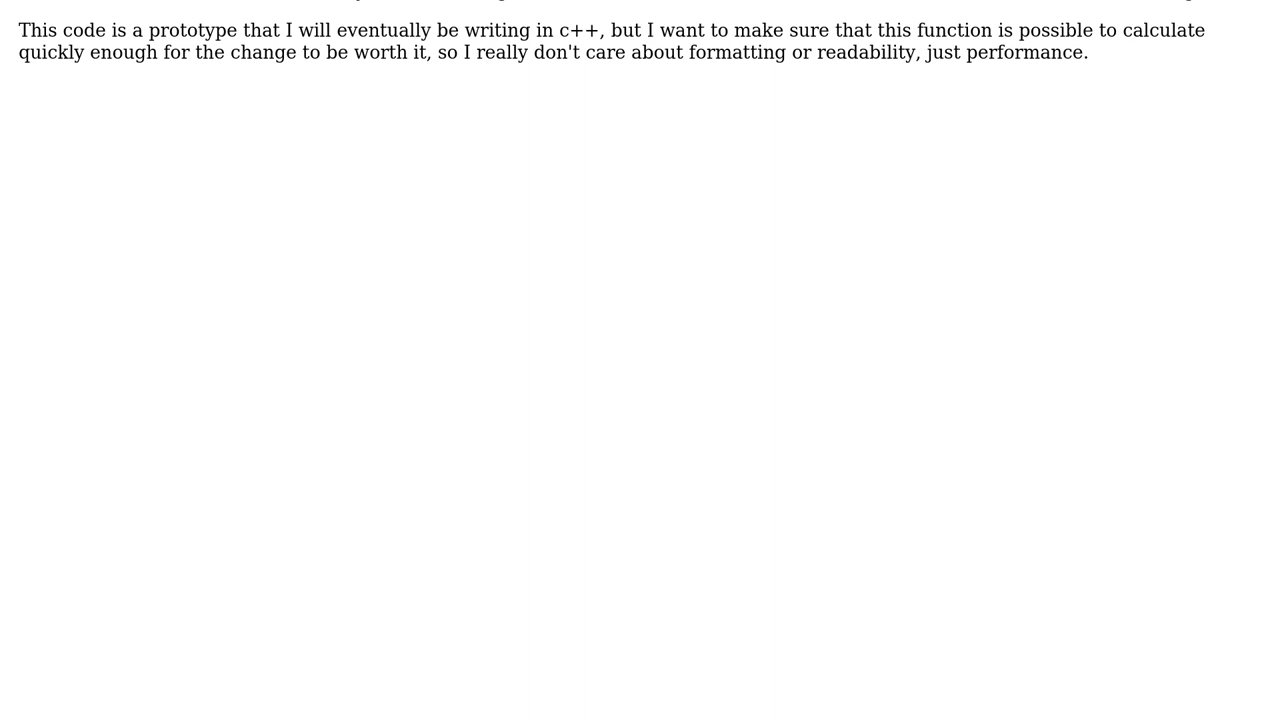 This code is a prototype that I will eventually be writing in c++, but I want to make sure that this function is possible to calculate
quickly enough for the change to be worth it, so I really don't care about formatting or readability, just performance.